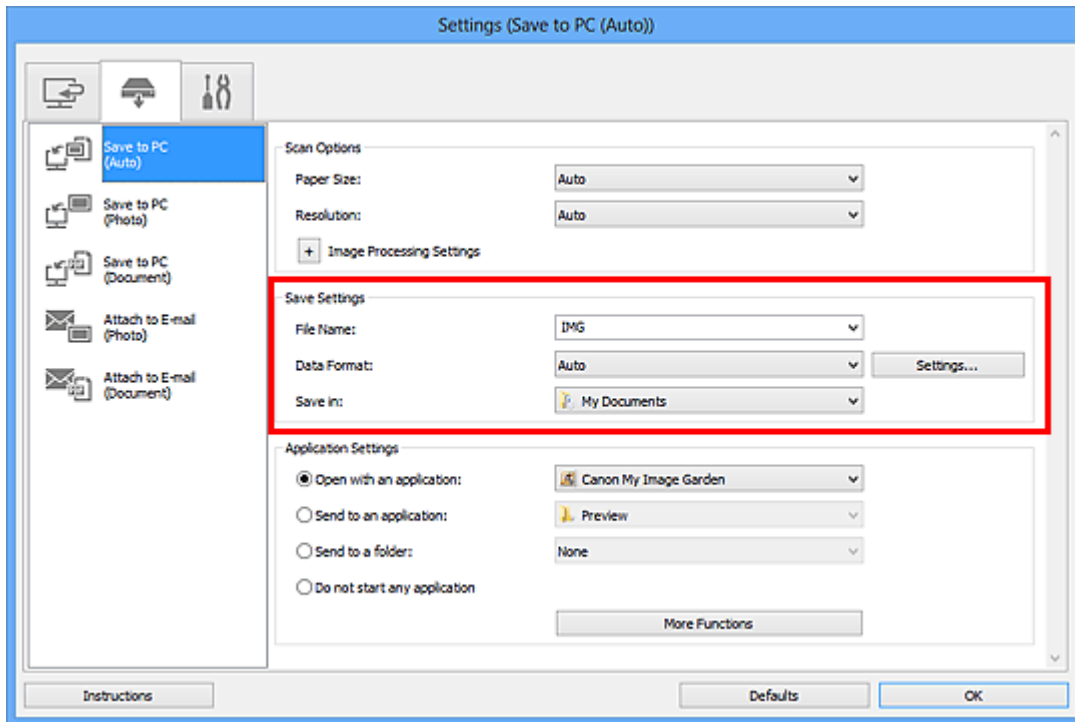 Settings (Save to PC (Auto))
Save to PC
(Auto)
Save to PC
(Photo)
Save to PC
(Document)
Attach to E-mail
(Photo)
Attach to E-mail
(Document)
Scan Options
Paper Size: Auto
Resolution: Auto
+ Image Processing Settings
Save Settings
File Name: IMG
Data Format: Auto Settings...
Save in: My Documents
Application Settings
Open with an application: Canon My Image Garden
Send to an application: Preview
Send to a folder: None
Do not start any application
More Functions
Instructions Defaults OK